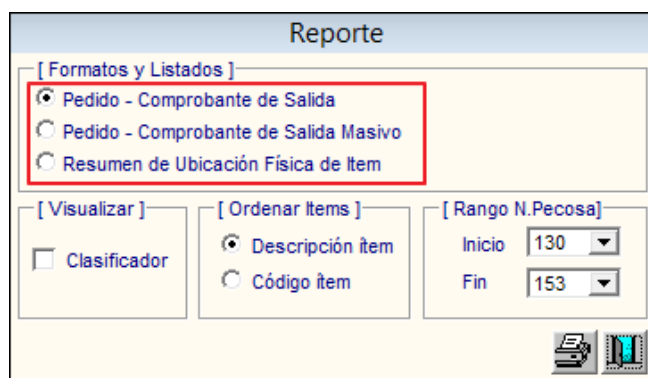 Reporte
[ Formatos y Listados ]
Pedido - Comprobante de Salida
Pedido - Comprobante de Salida Masivo
Resumen de Ubicación Física de Item
[ Visualizar ]
Clasificador
[ Ordenar Items ]
Descripción ítem
Código ítem
[ Rango N.Pecosa]
Inicio 130
Fin 153